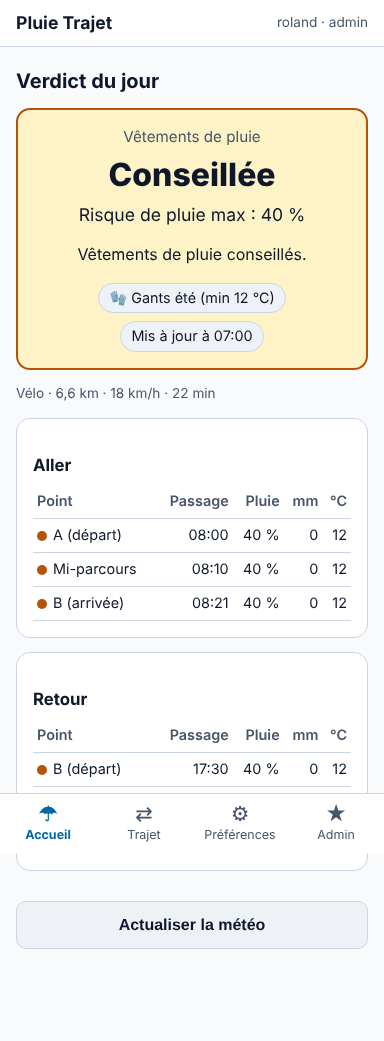 Pluie Trajet roland · admin
Verdict du jour
Vêtements de pluie
Conseillée
Risque de pluie max : 40 %
Vêtements de pluie conseillés.
🧤 Gants été (min 12 °C)
Mis à jour à 07:00
Vélo · 6,6 km · 18 km/h · 22 min
Aller
Point Passage Pluie mm °C
A (départ) 08:00 40 % 0 12
Mi-parcours 08:10 40 % 0 12
B (arrivée) 08:21 40 % 0 12
Retour
Point Passage Pluie mm °C
B (départ) 17:30 40 % 0 12
Accueil Trajet Préférences Admin
Actualiser la météo